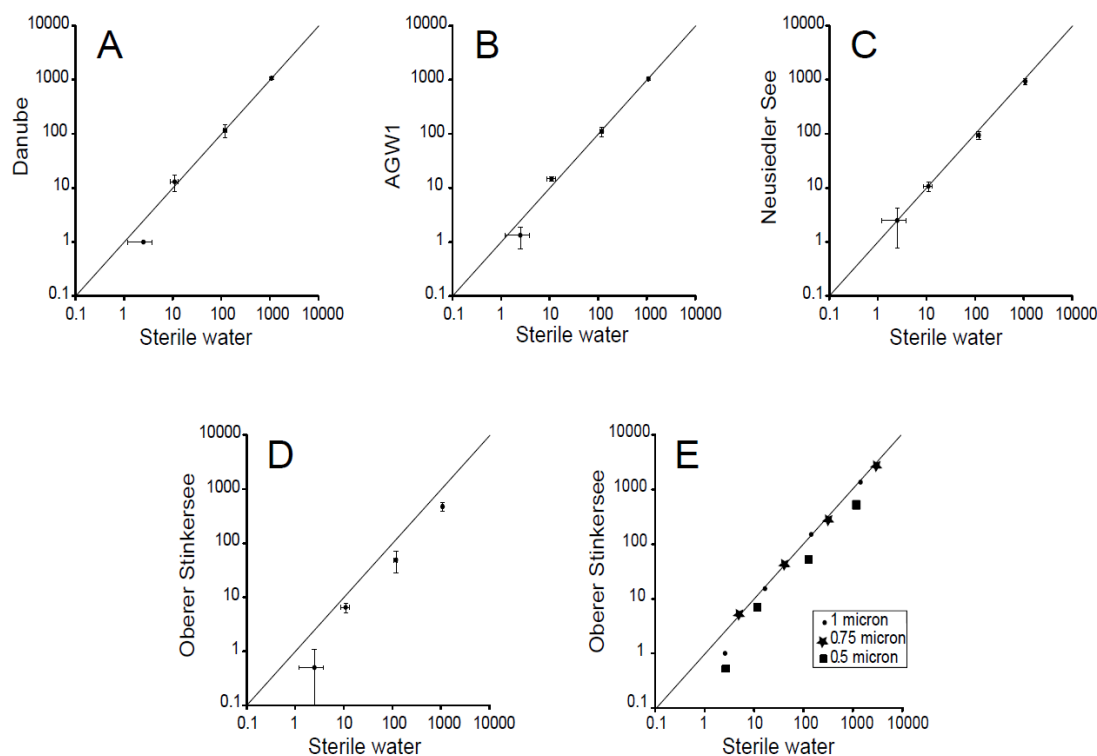 A
10000
1000
100
10
1
0.1
Danube
0.1 1 10 100 1000 10000
Sterile water
B
10000
1000
100
10
1
0.1
AGW1
0.1 1 10 100 1000 10000
Sterile water
C
10000
1000
100
10
1
0.1
Neusiedler See
0.1 1 10 100 1000 10000
Sterile water
D
10000
1000
100
10
1
0.1
Oberer Stinkersee
0.1 1 10 100 1000 10000
Sterile water
E
10000
1000
100
10
1
0.1
Oberer Stinkersee
1 micron
0.75 micron
0.5 micron
0.1 1 10 100 1000 10000
Sterile water